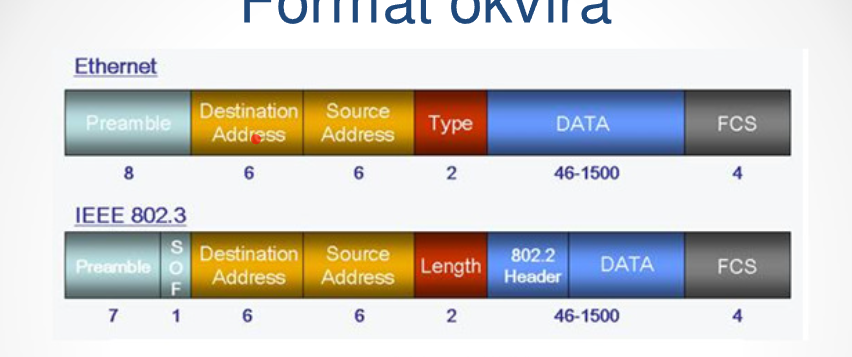 Format okvira
Ethernet
Preamble
Destination
Address
Source
Address
Type
DATA
FCS
8
6
6
2
46-1500
4
IEEE 802.3
Preamble
S
O
F
Destination
Address
Source
Address
Length
802.2
Header
DATA
FCS
7
1
6
6
2
46-1500
4